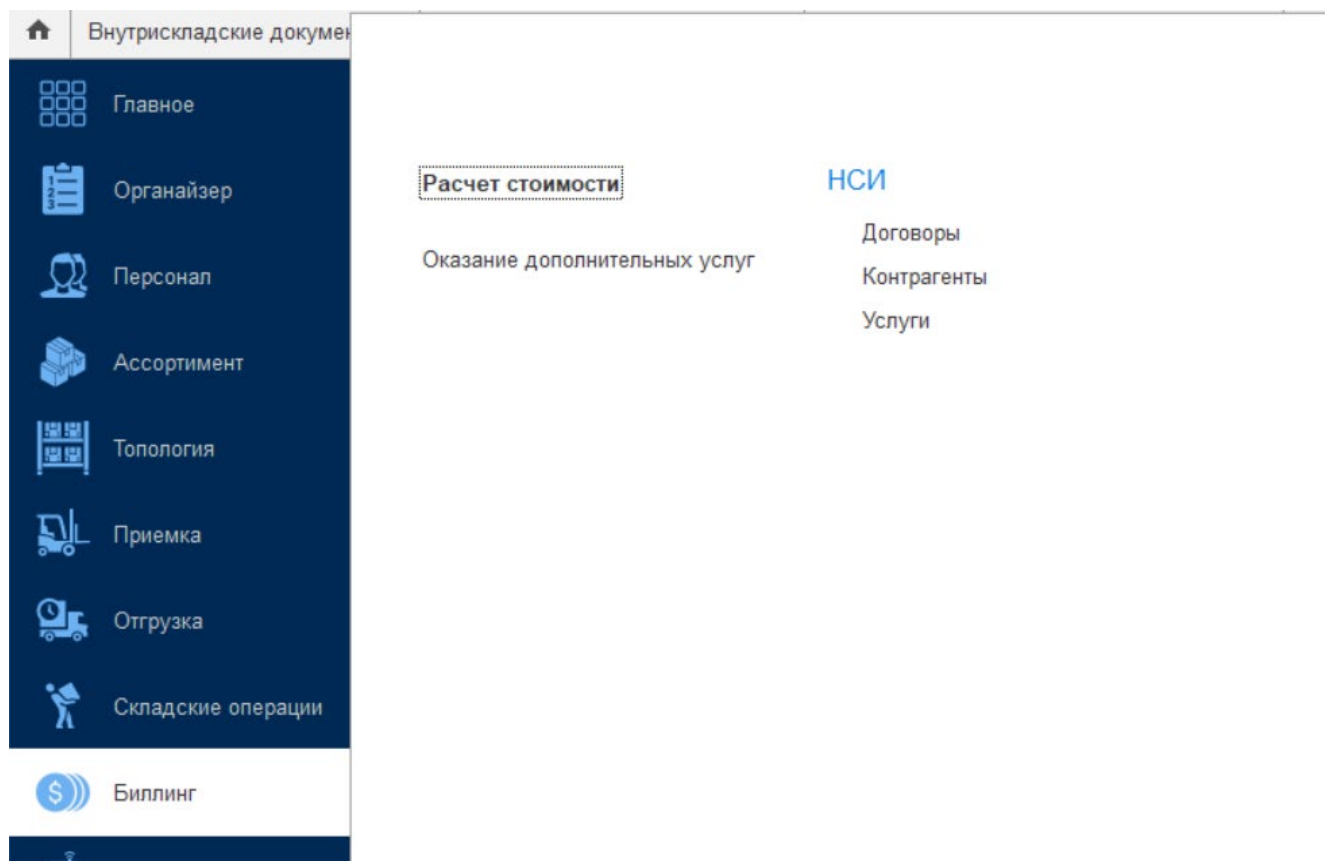 Внутрискладские докумен
Главное
Органайзер
Персонал
Ассортимент
Топология
Приемка
Отгрузка
Складские операции
Биллинг
Расчет стоимости
Оказание дополнительных услуг
НСИ
Договоры
Контрагенты
Услуги